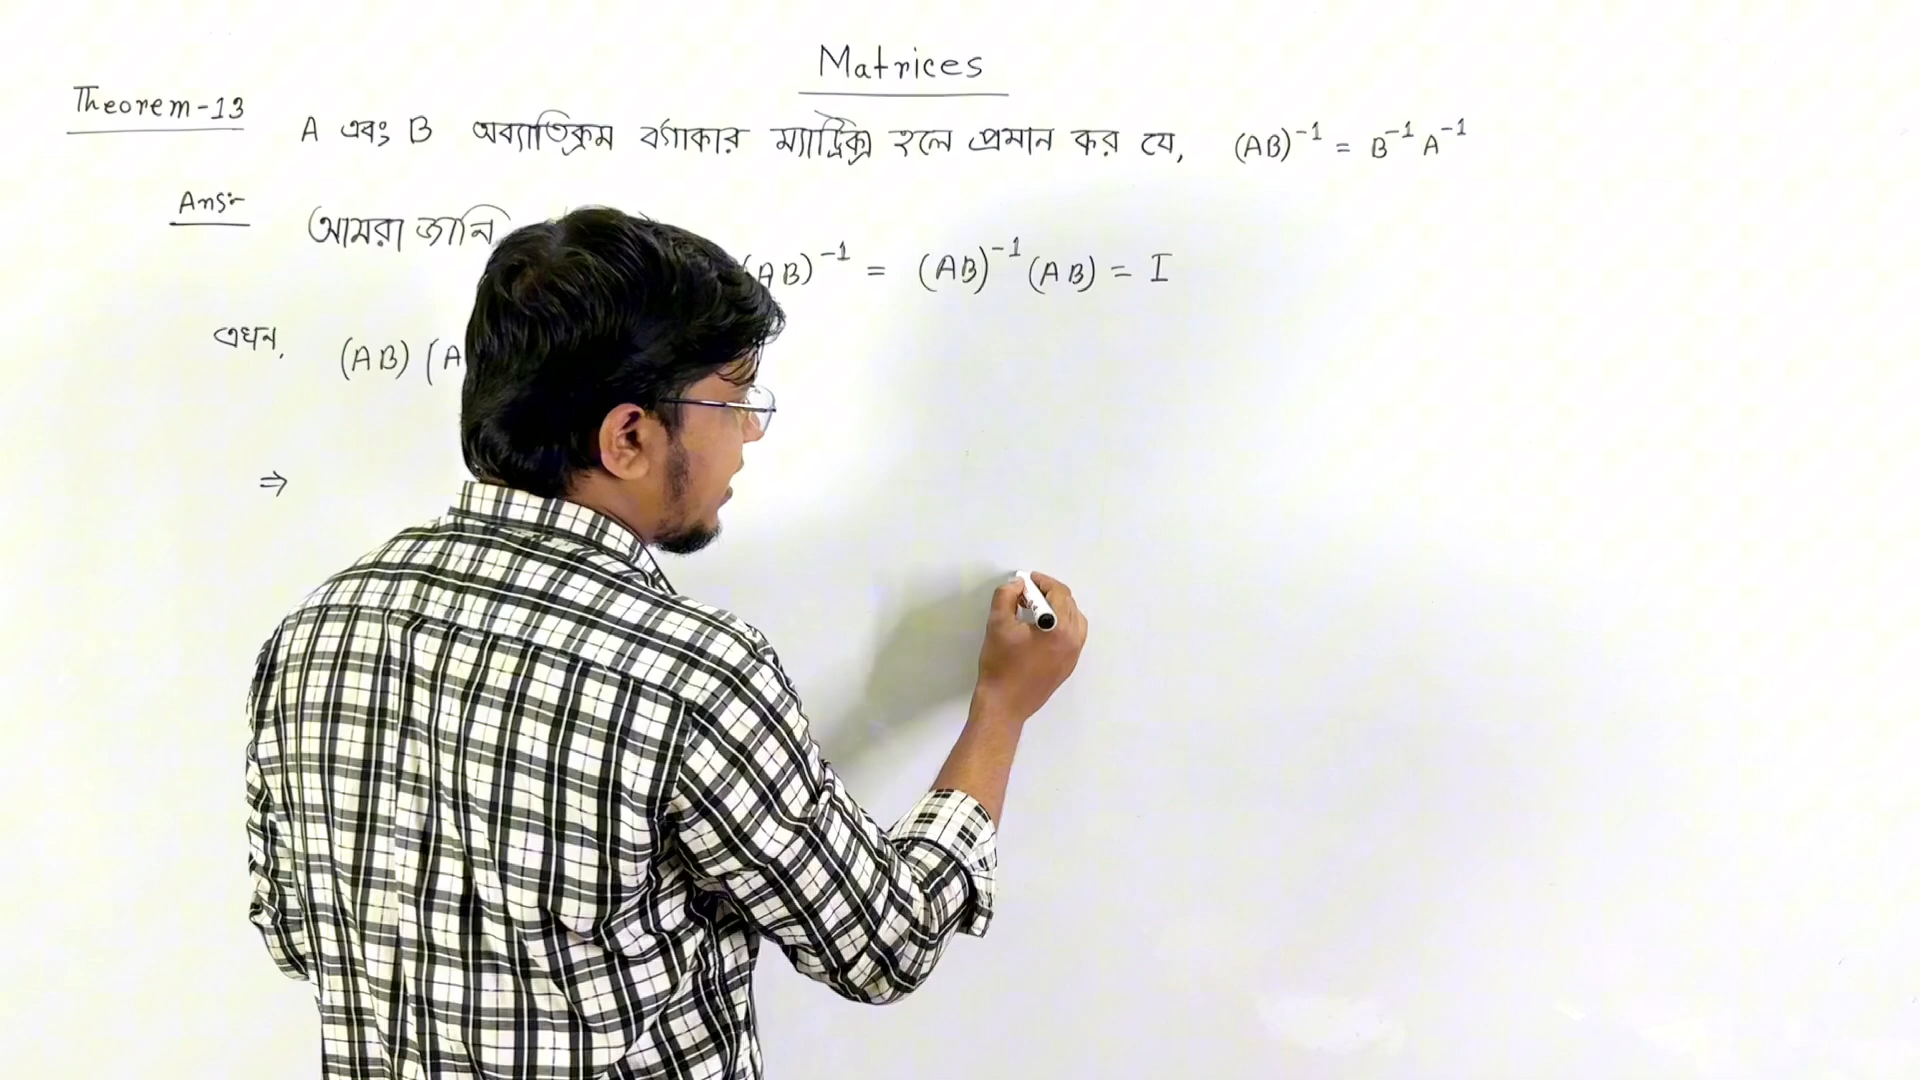 Matrices
Theorem-13
A এবং B অব্যাতিক্রম বর্গাকার ম্যাট্রিক্স হলে প্রমান কর যে, (AB)⁻¹ = B⁻¹ A⁻¹
Ans:-
আমরা জানি
AB)⁻¹ = (AB)⁻¹ (AB) = I
এখন, (AB) (A
⇒